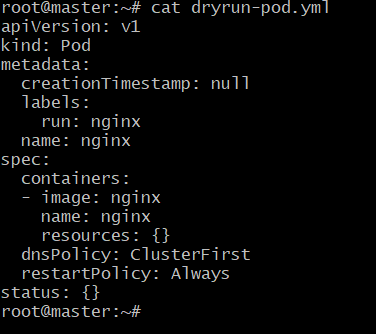 root@master:~# cat dryrun-pod.yml
apiVersion: v1
kind: Pod
metadata:
  creationTimestamp: null
  labels:
    run: nginx
  name: nginx
spec:
  containers:
  - image: nginx
    name: nginx
    resources: {}
  dnsPolicy: ClusterFirst
  restartPolicy: Always
status: {}
root@master:~#